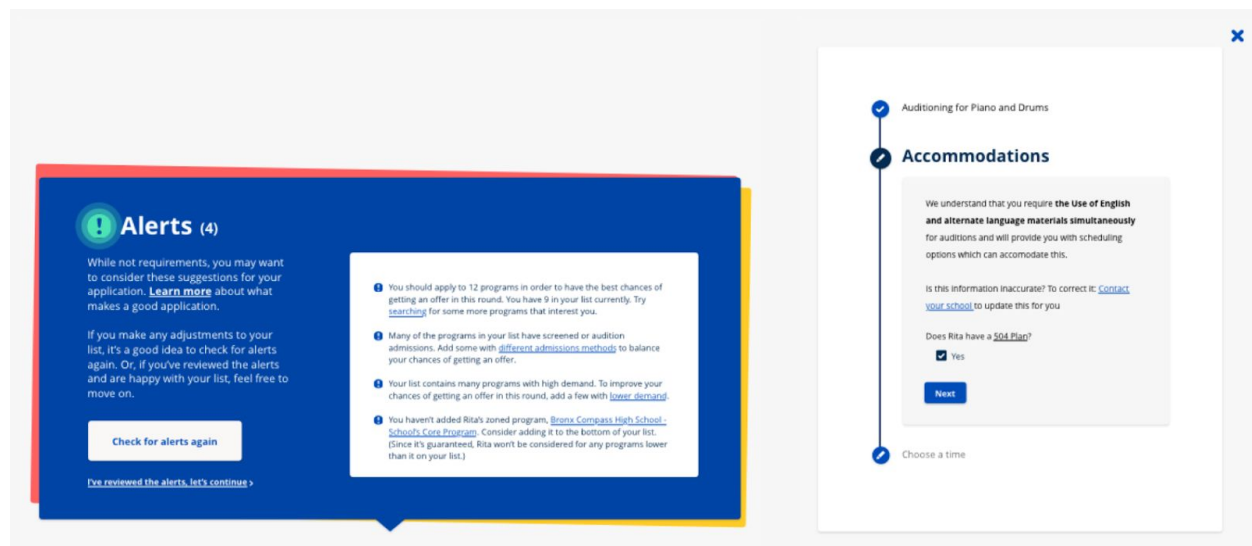 Alerts (4)
While not requirements, you may want
to consider these suggestions for your
application. Learn more about what
makes a good application.
If you make any adjustments to your
list, it's a good idea to check for alerts
again. Or, if you've reviewed the alerts
and are happy with your list, feel free to
move on.
Check for alerts again
I've reviewed the alerts, let's continue >
You should apply to 12 programs in order to have the best chances of
getting an offer in this round. You have 9 in your list currently. Try
searching for some more programs that interest you.
Many of the programs in your list have screened or audition
admissions. Add some with different admissions methods to balance
your chances of getting an offer.
Your list contains many programs with high demand. To improve your
chances of getting an offer in this round, add a few with lower demand.
You haven't added Rita's zoned program, Bronx Compass High School -
School's Core Program. Consider adding it to the bottom of your list.
(Since it's guaranteed, Rita won't be considered for any programs lower
than it on your list.)
Auditioning for Piano and Drums
Accommodations
We understand that you require the Use of English
and alternate language materials simultaneously
for auditions and will provide you with scheduling
options which can accomodate this.
Is this information inaccurate? To correct it: Contact
your school to update this for you
Does Rita have a 504 Plan?
Yes
Next
Choose a time